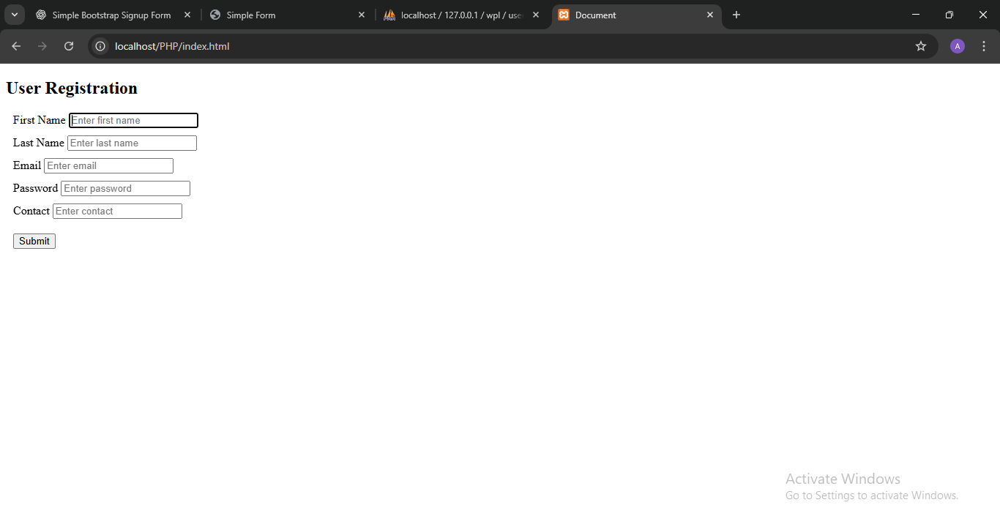 Simple Bootstrap Signup Form
Simple Form
localhost / 127.0.0.1 / wpl / use
Document
localhost/PHP/index.html
A
User Registration
First Name Enter first name
Last Name Enter last name
Email Enter email
Password Enter password
Contact Enter contact
Submit
Activate Windows
Go to Settings to activate Windows.